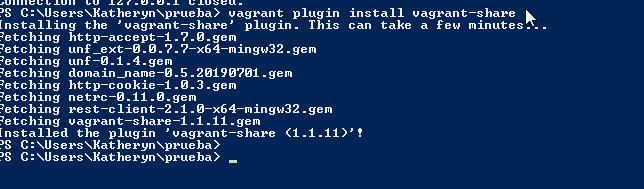 Connection to 127.0.0.1 closed.
PS C:\Users\Katheryn\prueba> vagrant plugin install vagrant-share
Installing the 'vagrant-share' plugin. This can take a few minutes...
Fetching http-accept-1.7.0.gem
Fetching unf_ext-0.0.7.7-x64-mingw32.gem
Fetching unf-0.1.4.gem
Fetching domain_name-0.5.20190701.gem
Fetching http-cookie-1.0.3.gem
Fetching netrc-0.11.0.gem
Fetching rest-client-2.1.0-x64-mingw32.gem
Fetching vagrant-share-1.1.11.gem
Installed the plugin 'vagrant-share (1.1.11)'!
PS C:\Users\Katheryn\prueba>
PS C:\Users\Katheryn\prueba> _